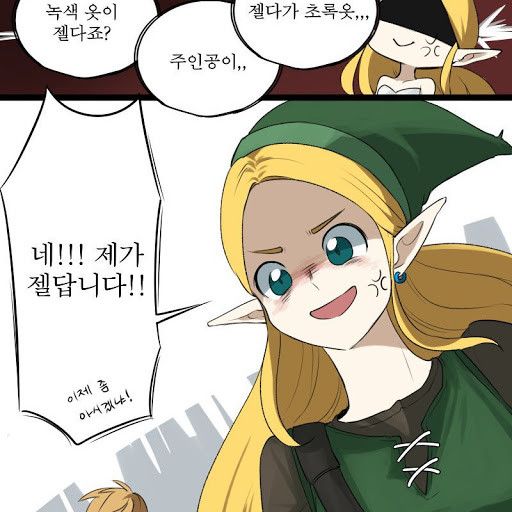 녹색 옷이
젤다죠?
주인공이,,
젤다가 초록옷,,,
네!!! 제가
젤답니다!!
이제 좀
아시겠냐!